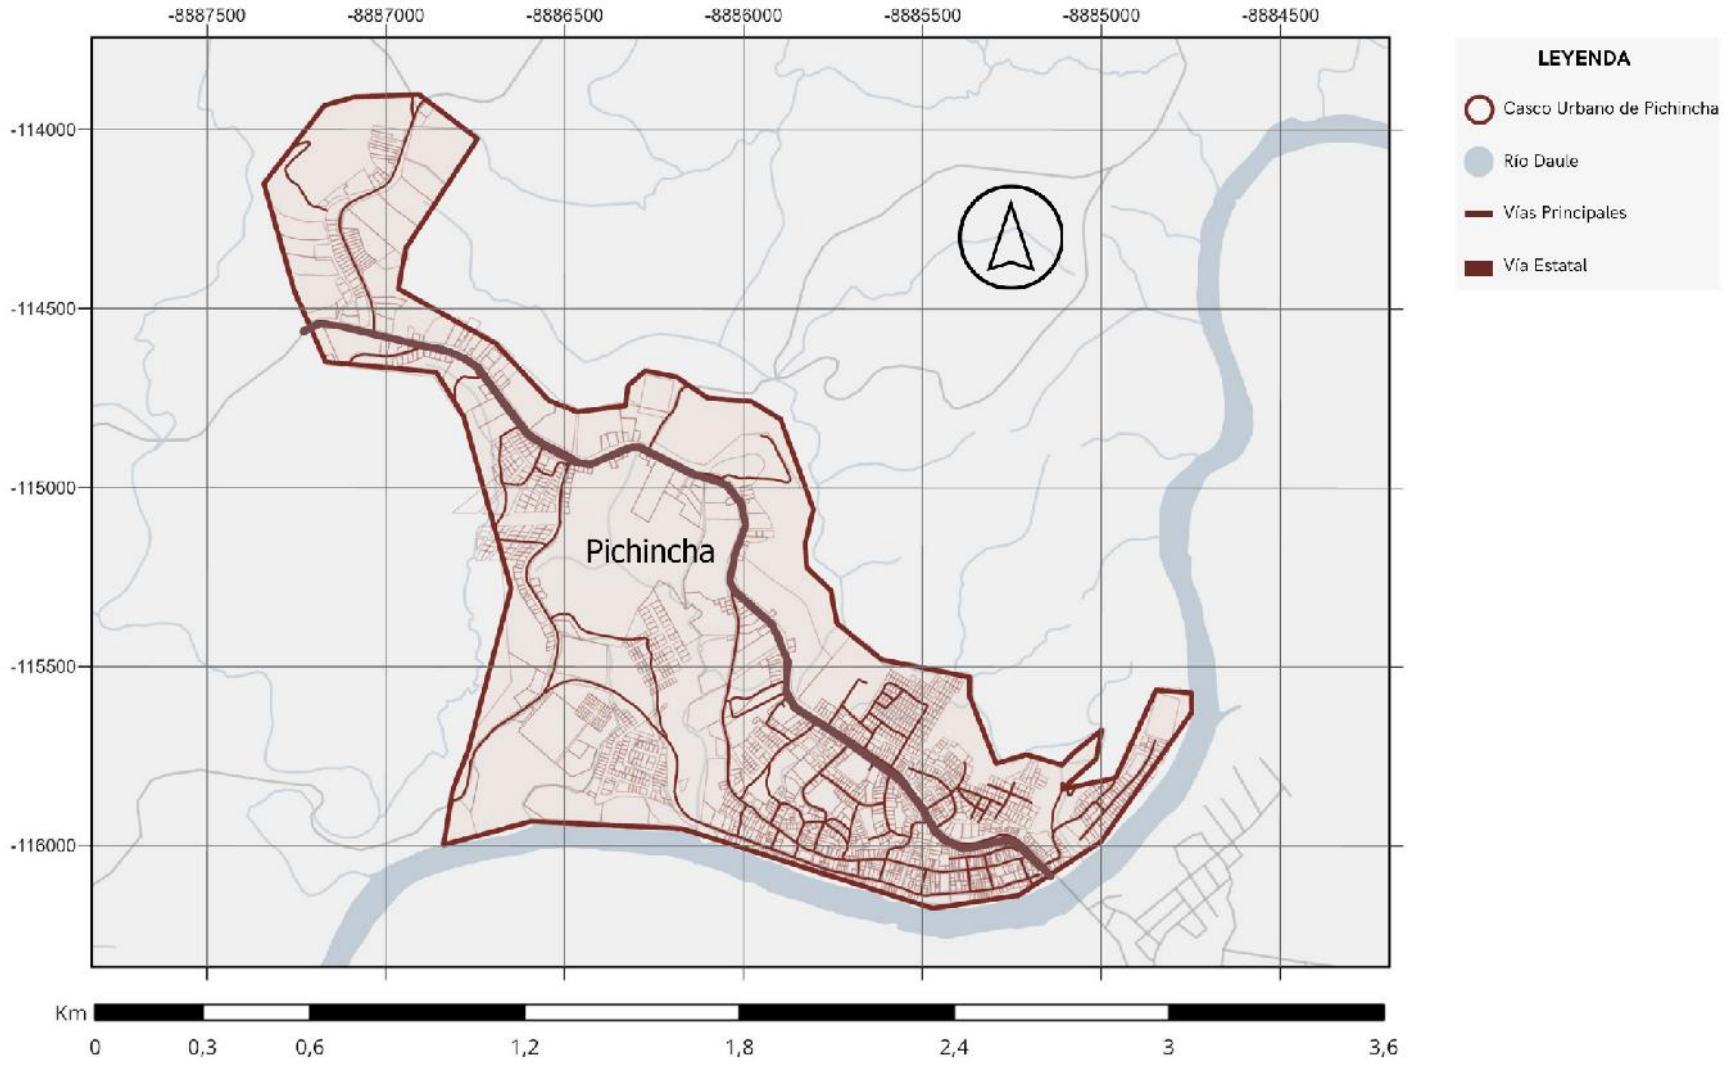 -8887500 -8887000 -8886500 -8886000 -8885500 -8885000 -8884500
LEYENDA
Casco Urbano de Pichincha
Río Daule
Vías Principales
Vía Estatal
-114000
-114500
-115000
Pichincha
-115500
-116000
Km
0 0,3 0,6 1,2 1,8 2,4 3 3,6